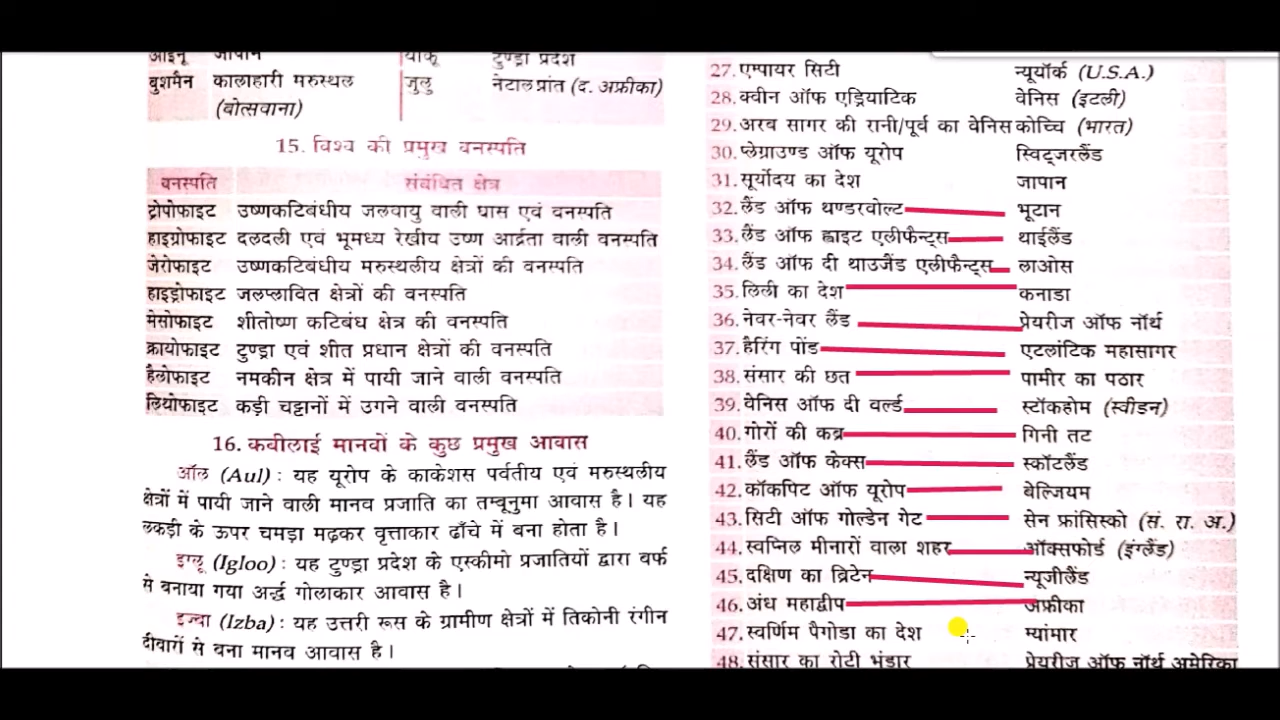 आइनू जापान याकू टुण्ड्रा प्रदेश
बुशमैन कालाहारी मरुस्थल जुलु नेटाल प्रांत (द. अफ्रीका)
(बोत्सवाना)
15. विश्व की प्रमुख वनस्पति
वनस्पति संबंधित क्षेत्र
ट्रोपोफाइट उष्णकटिबंधीय जलवायु वाली घास एवं वनस्पति
हाइग्रोफाइट दलदली एवं भूमध्य रेखीय उष्ण आर्द्रता वाली वनस्पति
जेरोफाइट उष्णकटिबंधीय मरुस्थलीय क्षेत्रों की वनस्पति
हाइड्रोफाइट जलप्लावित क्षेत्रों की वनस्पति
मेसोफाइट शीतोष्ण कटिबंध क्षेत्र की वनस्पति
क्रायोफाइट टुण्ड्रा एवं शीत प्रधान क्षेत्रों की वनस्पति
हैलोफाइट नमकीन क्षेत्र में पायी जाने वाली वनस्पति
लिथोफाइट कड़ी चट्टानों में उगने वाली वनस्पति
16. कबीलाई मानवों के कुछ प्रमुख आवास
ऑल (Aul) : यह यूरोप के काकेशस पर्वतीय एवं मरुस्थलीय
क्षेत्रों में पायी जाने वाली मानव प्रजाति का तम्बूनुमा आवास है। यह
लकड़ी के ऊपर चमड़ा मढ़कर वृत्ताकार ढाँचे में बना होता है।
इग्लू (Igloo) : यह टुण्ड्रा प्रदेश के एस्कीमो प्रजातियों द्वारा बर्फ
से बनाया गया अर्द्ध गोलाकार आवास है।
इज्बा (Izba) : यह उत्तरी रूस के ग्रामीण क्षेत्रों में तिकोनी रंगीन
दीवारों से बना मानव आवास है।
27. एम्पायर सिटी न्यूयॉर्क (U.S.A.)
28. क्वीन ऑफ एड्रियाटिक वेनिस (इटली)
29. अरब सागर की रानी/पूर्व का वेनिस कोच्चि (भारत)
30. प्लेग्राउण्ड ऑफ यूरोप स्विट्जरलैंड
31. सूर्योदय का देश जापान
32. लैंड ऑफ थण्डरवोल्ट भूटान
33. लैंड ऑफ ह्वाइट एलीफैन्ट्स थाईलैंड
34. लैंड ऑफ दी थाउजैंड एलीफैन्ट्स लाओस
35. लिली का देश कनाडा
36. नेवर-नेवर लैंड प्रेयरीज ऑफ नॉर्थ
37. हैरिंग पोंड एटलांटिक महासागर
38. संसार की छत पामीर का पठार
39. वेनिस ऑफ दी वर्ल्ड स्टॉकहोम (स्वीडन)
40. गोरों की कब्र गिनी तट
41. लैंड ऑफ केक्स स्कॉटलैंड
42. कॉकपिट ऑफ यूरोप बेल्जियम
43. सिटी ऑफ गोल्डेन गेट सेन फ्रांसिस्को (सं. रा. अ.)
44. स्वप्निल मीनारों वाला शहर ऑक्सफोर्ड (इंग्लैंड)
45. दक्षिण का ब्रिटेन न्यूजीलैंड
46. अंध महाद्वीप अफ्रीका
47. स्वर्णिम पैगोडा का देश म्यांमार
48. संसार का रोटी भंडार प्रेयरीज ऑफ नॉर्थ अमेरिका